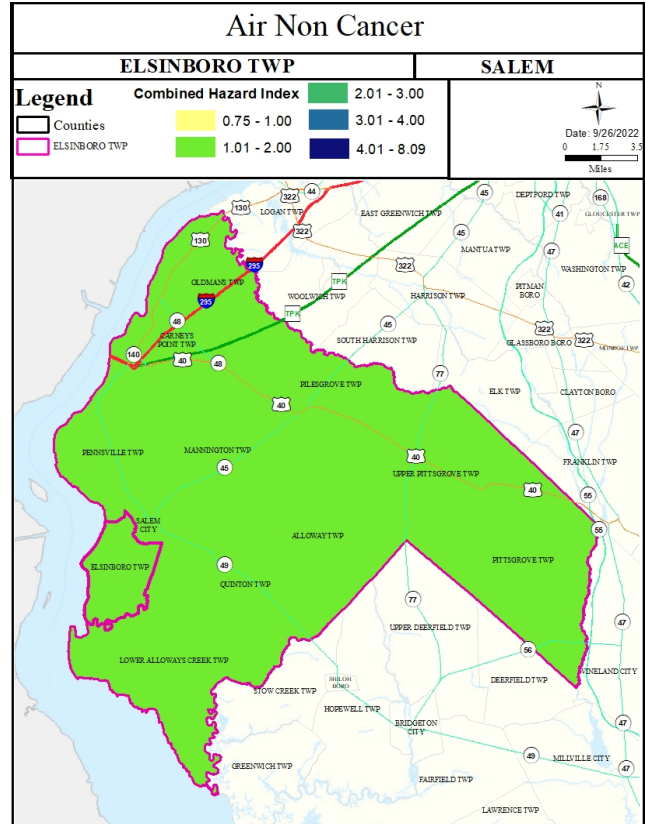 Air Non Cancer
ELSINBORO TWP
SALEM
Legend
Counties
ELSINBORO TWP
Combined Hazard Index
0.75 - 1.00
1.01 - 2.00
2.01 - 3.00
3.01 - 4.00
4.01 - 8.09
N
Date: 9/26/2022
0 1.75 3.5
Miles
322
44
45
DEPTFORD TWP
168
130
LOGAN TWP
EAST GREENWICH TWP
41
GLOUCESTER TWP
130
322
45
MANTUA TWP
47
ACE
295
322
WASHINGTON TWP
OLDMANS TWP
TPK
WOOLWICH TWP
HARRISON TWP
PITMAN
BORO
42
295
TPK
48
CARNEYS
POINT TWP
45
SOUTH HARRISON TWP
322
GLASSBORO BORO
322
MONROE TWP
140
40
48
77
PILESGROVE TWP
ELK TWP
CLAYTON BORO
40
47
PENNSVILLE TWP
MANNINGTON TWP
45
40
UPPER PITTSGROVE TWP
FRANKLIN TWP
40
55
SALEM
CITY
55
ALLOWAY TWP
ELSINBORO TWP
49
PITTSGROVE TWP
QUINTON TWP
77
UPPER DEERFIELD TWP
47
56
LOWER ALLOWAYS CREEK TWP
DEERFIELD TWP
VINELAND CITY
SHILOH
BORO
STOW CREEK TWP
HOPEWELL TWP
BRIDGETON
CITY
47
49
MILLVILLE CITY
GREENWICH TWP
47
FAIRFIELD TWP
LAWRENCE TWP